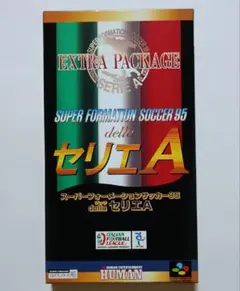 EXTRA PACKAGE
SERIE A
SUPER FORMATION SOCCER 95
della
セリエA
スーパーフォーメーションサッカー95
della セリエA
ITALIAN
FOOTBALL
LEAGUE
HUMAN